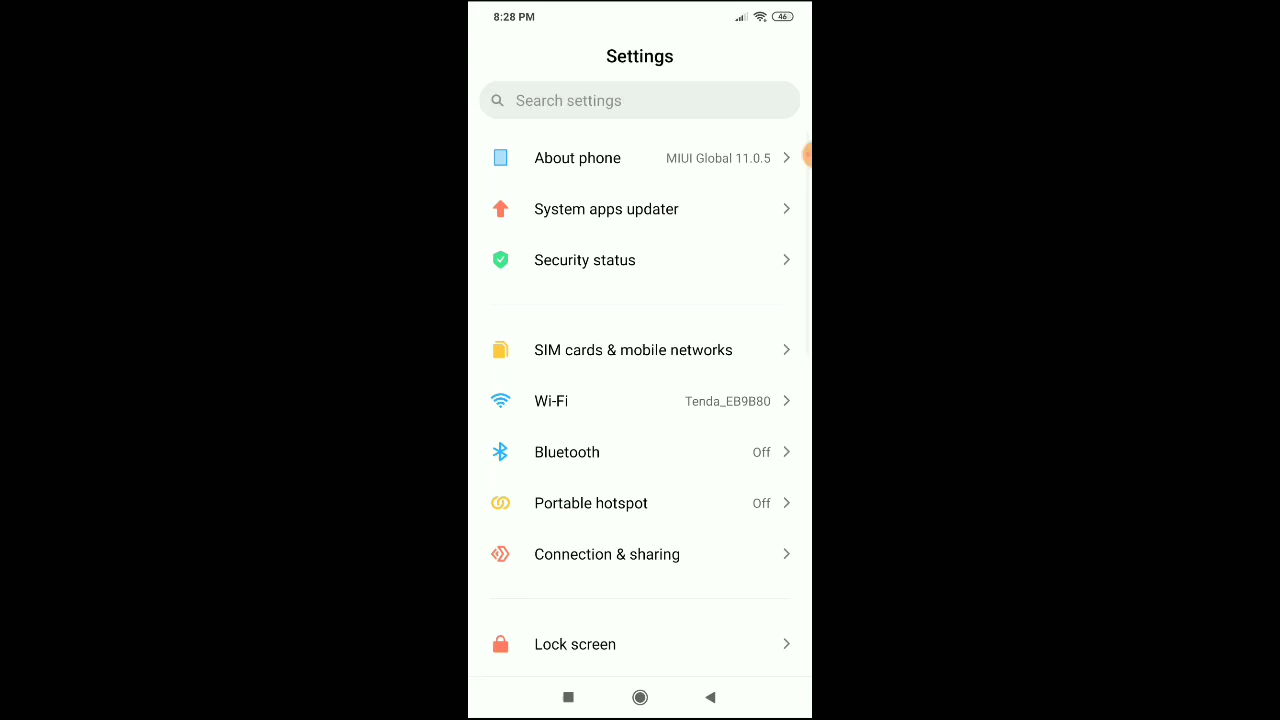 8:28 PM
46
Settings
Search settings
About phone MIUI Global 11.0.5
System apps updater
Security status
SIM cards & mobile networks
Wi-Fi Tenda_EB9B80
Bluetooth Off
Portable hotspot Off
Connection & sharing
Lock screen